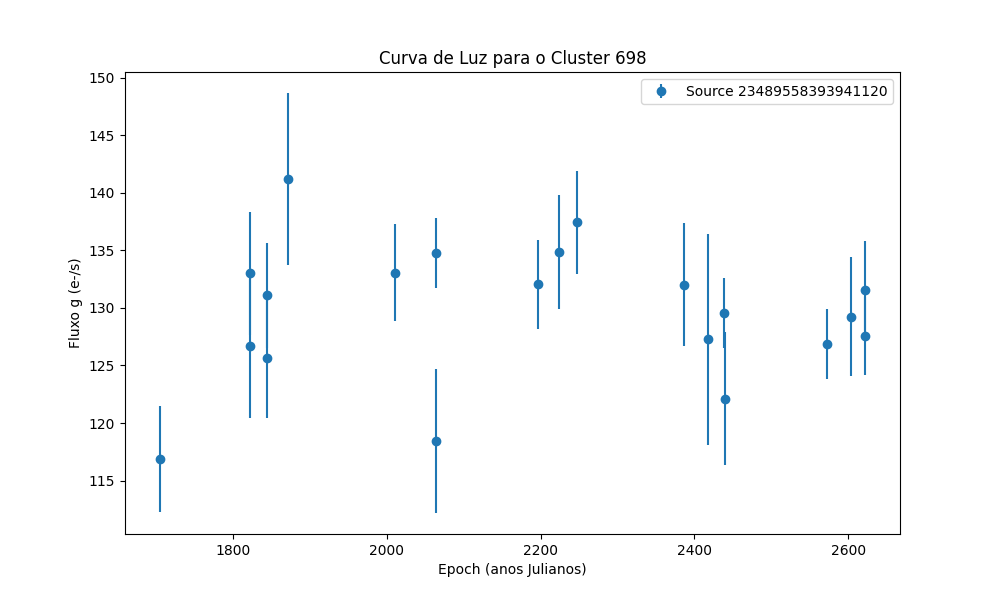 Curva de Luz para o Cluster 698
Source 23489558393941120
150
145
140
135
130
125
120
115
Fluxo g (e-/s)
1800 2000 2200 2400 2600
Epoch (anos Julianos)